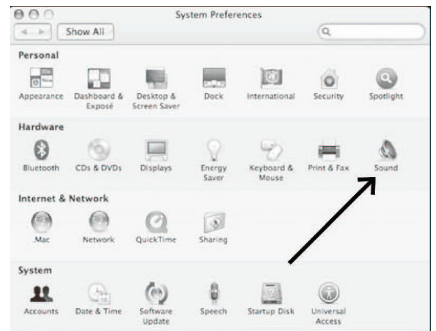 System Preferences
Show All
Personal
Appearance Dashboard & Exposé Desktop & Screen Saver Dock International Security Spotlight
Hardware
Bluetooth CDs & DVDs Displays Energy Saver Keyboard & Mouse Print & Fax Sound
Internet & Network
.Mac Network QuickTime Sharing
System
Accounts Date & Time Software Update Speech Startup Disk Universal Access